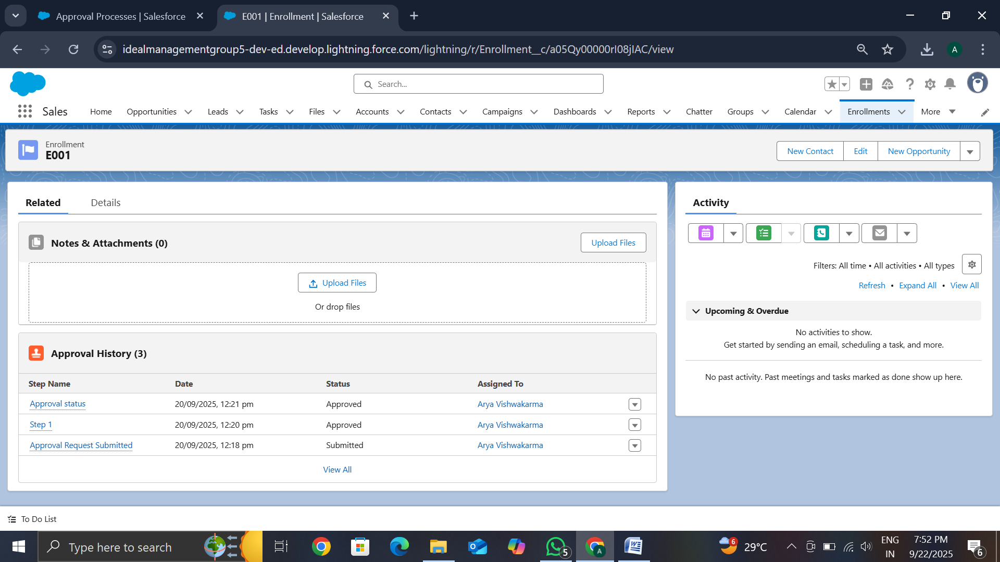 Approval Processes | Salesforce
E001 | Enrollment | Salesforce
idealmanagementgroup5-dev-ed.develop.lightning.force.com/lightning/r/Enrollment__c/a05Qy00000rI08jIAC/view
A
Search...
Sales
Home
Opportunities
Leads
Tasks
Files
Accounts
Contacts
Campaigns
Dashboards
Reports
Chatter
Groups
Calendar
Enrollments
More
Enrollment
E001
New Contact
Edit
New Opportunity
Related
Details
Notes & Attachments (0)
Upload Files
Upload Files
Or drop files
Approval History (3)
Step Name Date Status Assigned To
Approval status 20/09/2025, 12:21 pm Approved Arya Vishwakarma
Step 1 20/09/2025, 12:20 pm Approved Arya Vishwakarma
Approval Request Submitted 20/09/2025, 12:18 pm Submitted Arya Vishwakarma
View All
Activity
Filters: All time • All activities • All types
Refresh • Expand All • View All
Upcoming & Overdue
No activities to show.
Get started by sending an email, scheduling a task, and more.
No past activity. Past meetings and tasks marked as done show up here.
To Do List
Type here to search
5
A
6
29°C
ENG
IN
7:52 PM
9/22/2025
6